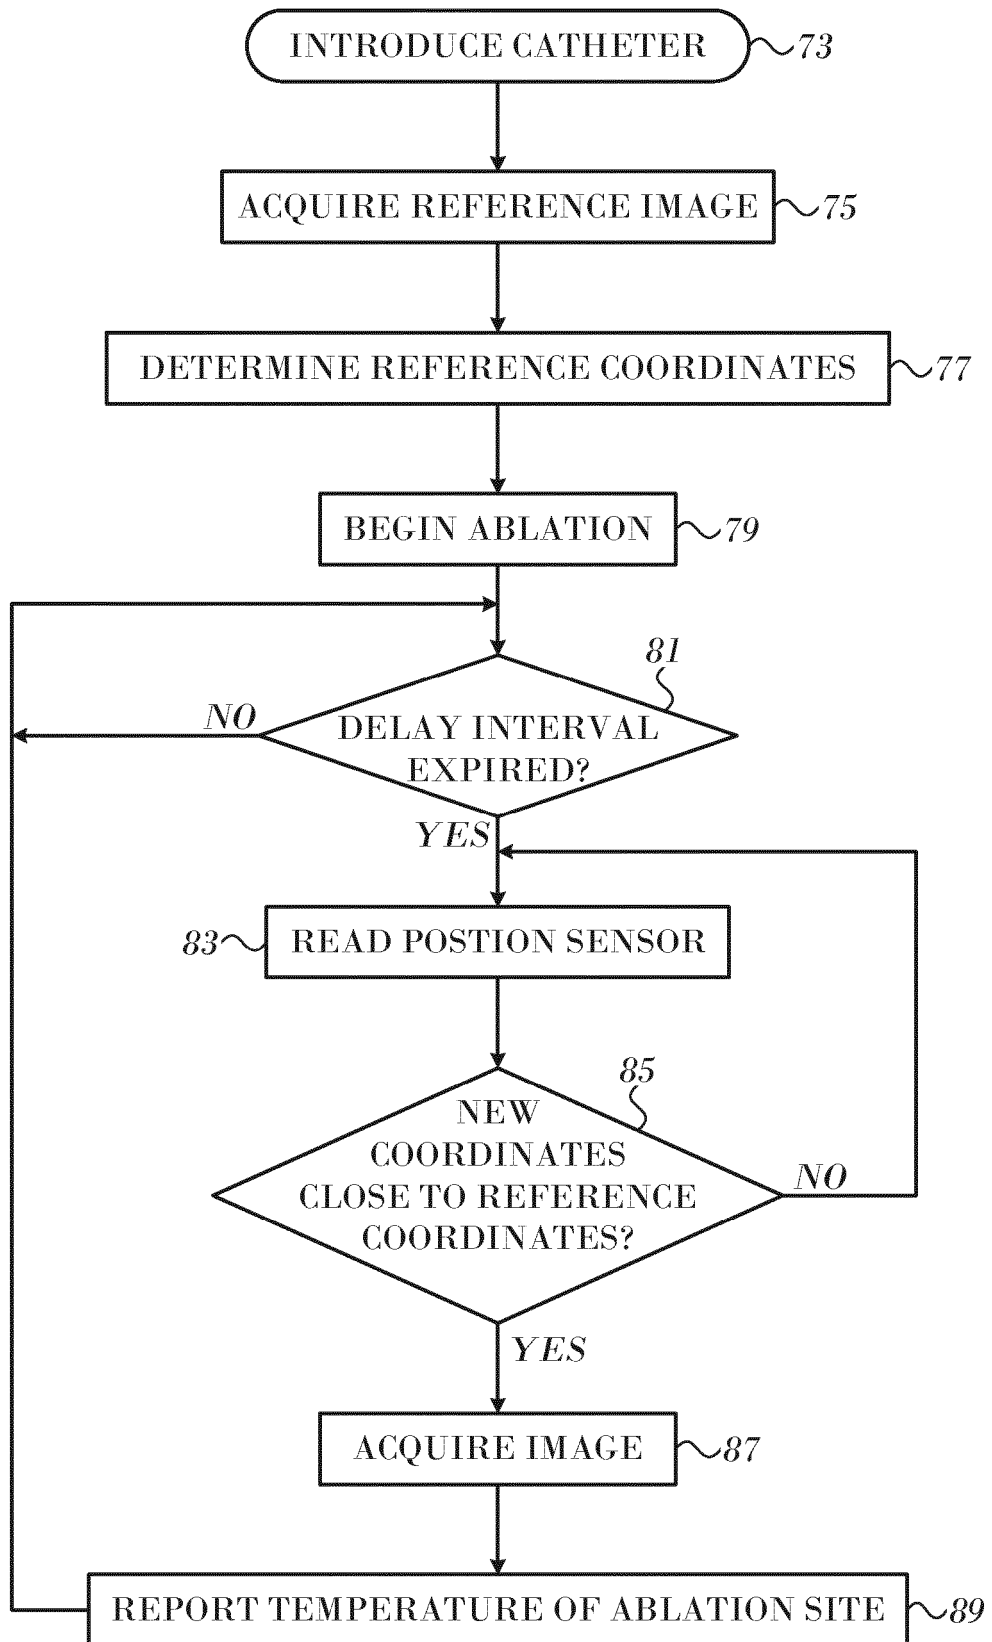 INTRODUCE CATHETER 73
ACQUIRE REFERENCE IMAGE 75
DETERMINE REFERENCE COORDINATES 77
BEGIN ABLATION 79
81
NO
DELAY INTERVAL
EXPIRED?
YES
83 READ POSTION SENSOR
85
NEW
COORDINATES
CLOSE TO REFERENCE
COORDINATES?
NO
YES
ACQUIRE IMAGE 87
REPORT TEMPERATURE OF ABLATION SITE 89